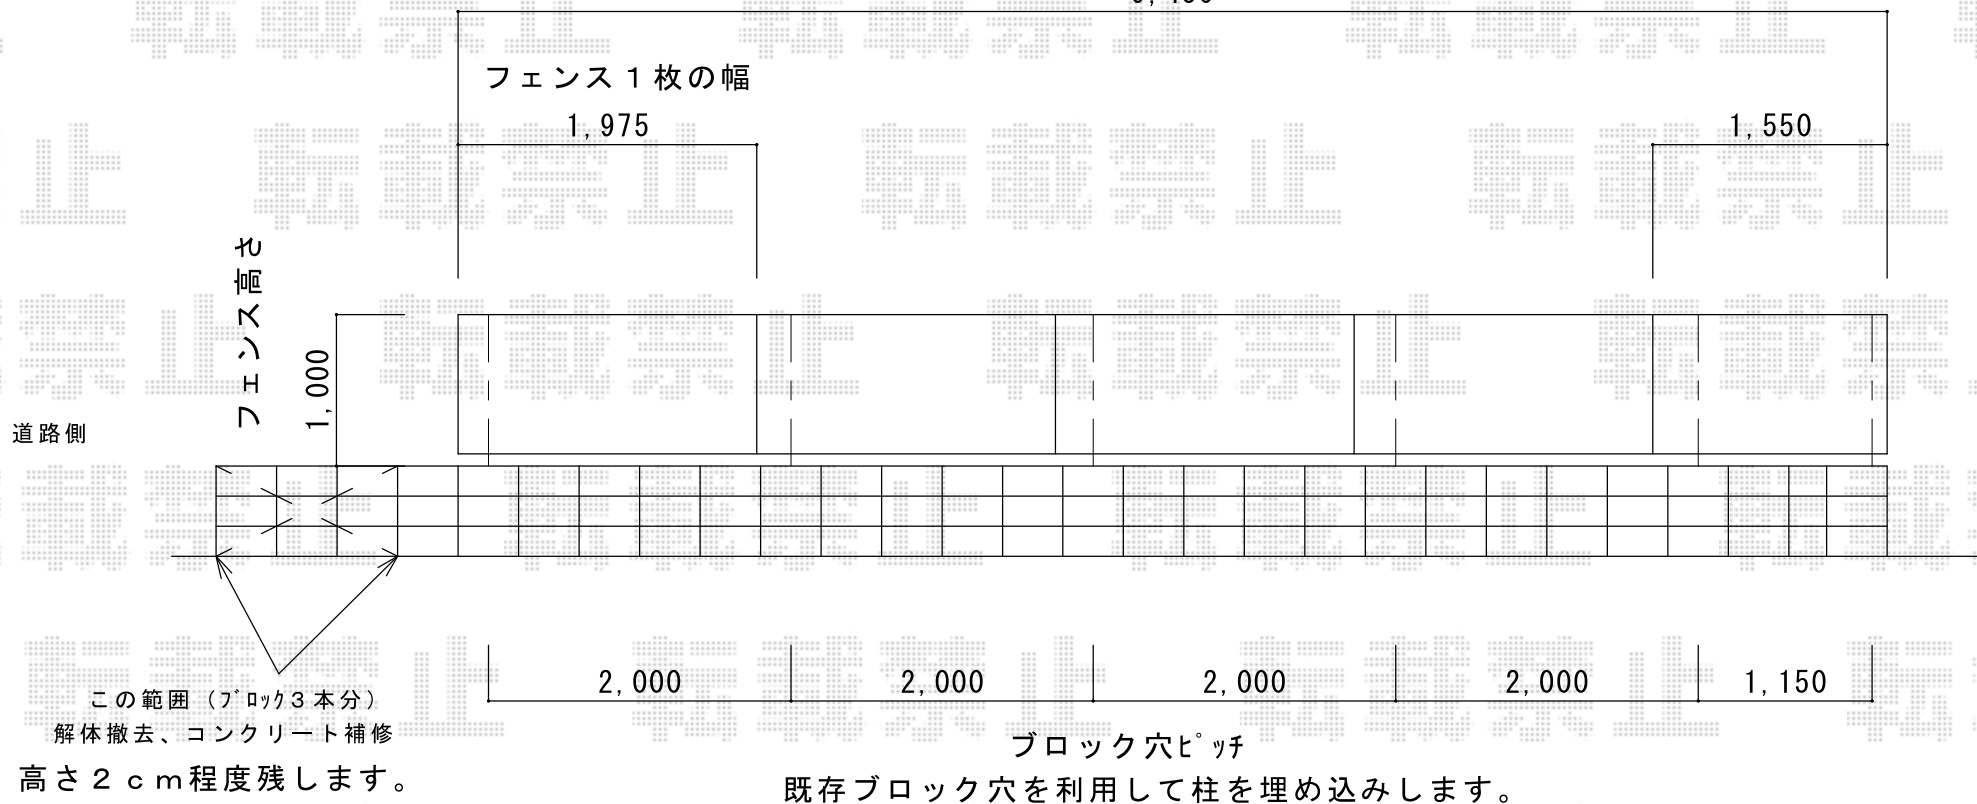 フェンス１枚の幅
1,975
1,550
フェンス高さ
1,000
道路側
2,000
2,000
2,000
2,000
1,150
この範囲（ﾌﾞﾛｯｸ３本分）
解体撤去、コンクリート補修
高さ２ｃｍ程度残します。
ブロック穴ﾋﾟｯﾁ
既存ブロック穴を利用して柱を埋め込みします。
転載禁止